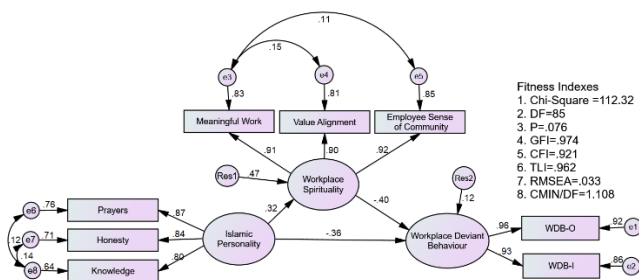 .11
.15
e3
e4
e5
.83
.81
.85
Meaningful Work
Value Alignment
Employee Sense
of Community
.91
.90
.92
Res1
.47
Workplace
Spirituality
Res2
.12
.32
-.40
e6
.76
Prayers
.87
.12
e7
.71
Honesty
.84
.14
e8
.64
Knowledge
.80
Islamic
Personality
-.36
Workplace Deviant
Behaviour
.96
WDB-O
.92
e1
.93
WDB-I
.86
e2
Fitness Indexes
1. Chi-Square =112.32
2. DF=85
3. P=.076
4. GFI=.974
5. CFI=.921
6. TLI=.962
7. RMSEA=.033
8. CMIN/DF=1.108